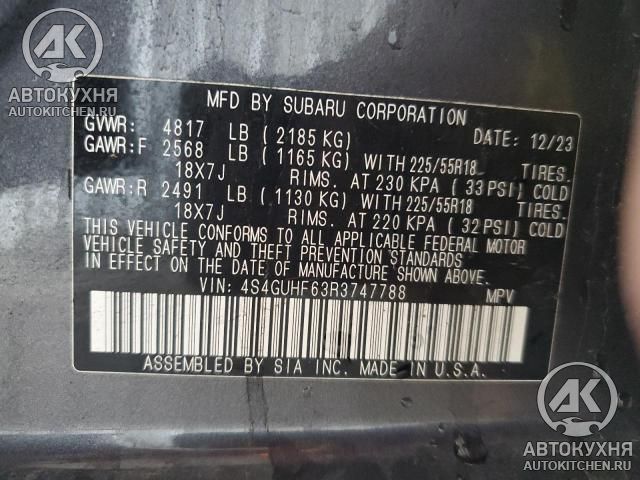 АК
АВТОКУХНЯ
AUTOKITCHEN.RU
MFD BY SUBARU CORPORATION
GVWR: 4817 LB (2185 KG) DATE: 12/23
GAWR:F 2568 LB (1165 KG) WITH 225/55R18 TIRES.
18X7J RIMS. AT 230 KPA (33 PSI) COLD
GAWR:R 2491 LB (1130 KG) WITH 225/55R18 TIRES.
18X7J RIMS. AT 220 KPA (32 PSI) COLD
THIS VEHICLE CONFORMS TO ALL APPLICABLE FEDERAL MOTOR
VEHICLE SAFETY AND THEFT PREVENTION STANDARDS
IN EFFECT ON THE DATE OF MANUFACTURE SHOWN ABOVE.
VIN: 4S4GUHF63R3747788 MPV
ASSEMBLED BY SIA INC. MADE IN U.S.A.
АК
АВТОКУХНЯ
AUTOKITCHEN.RU